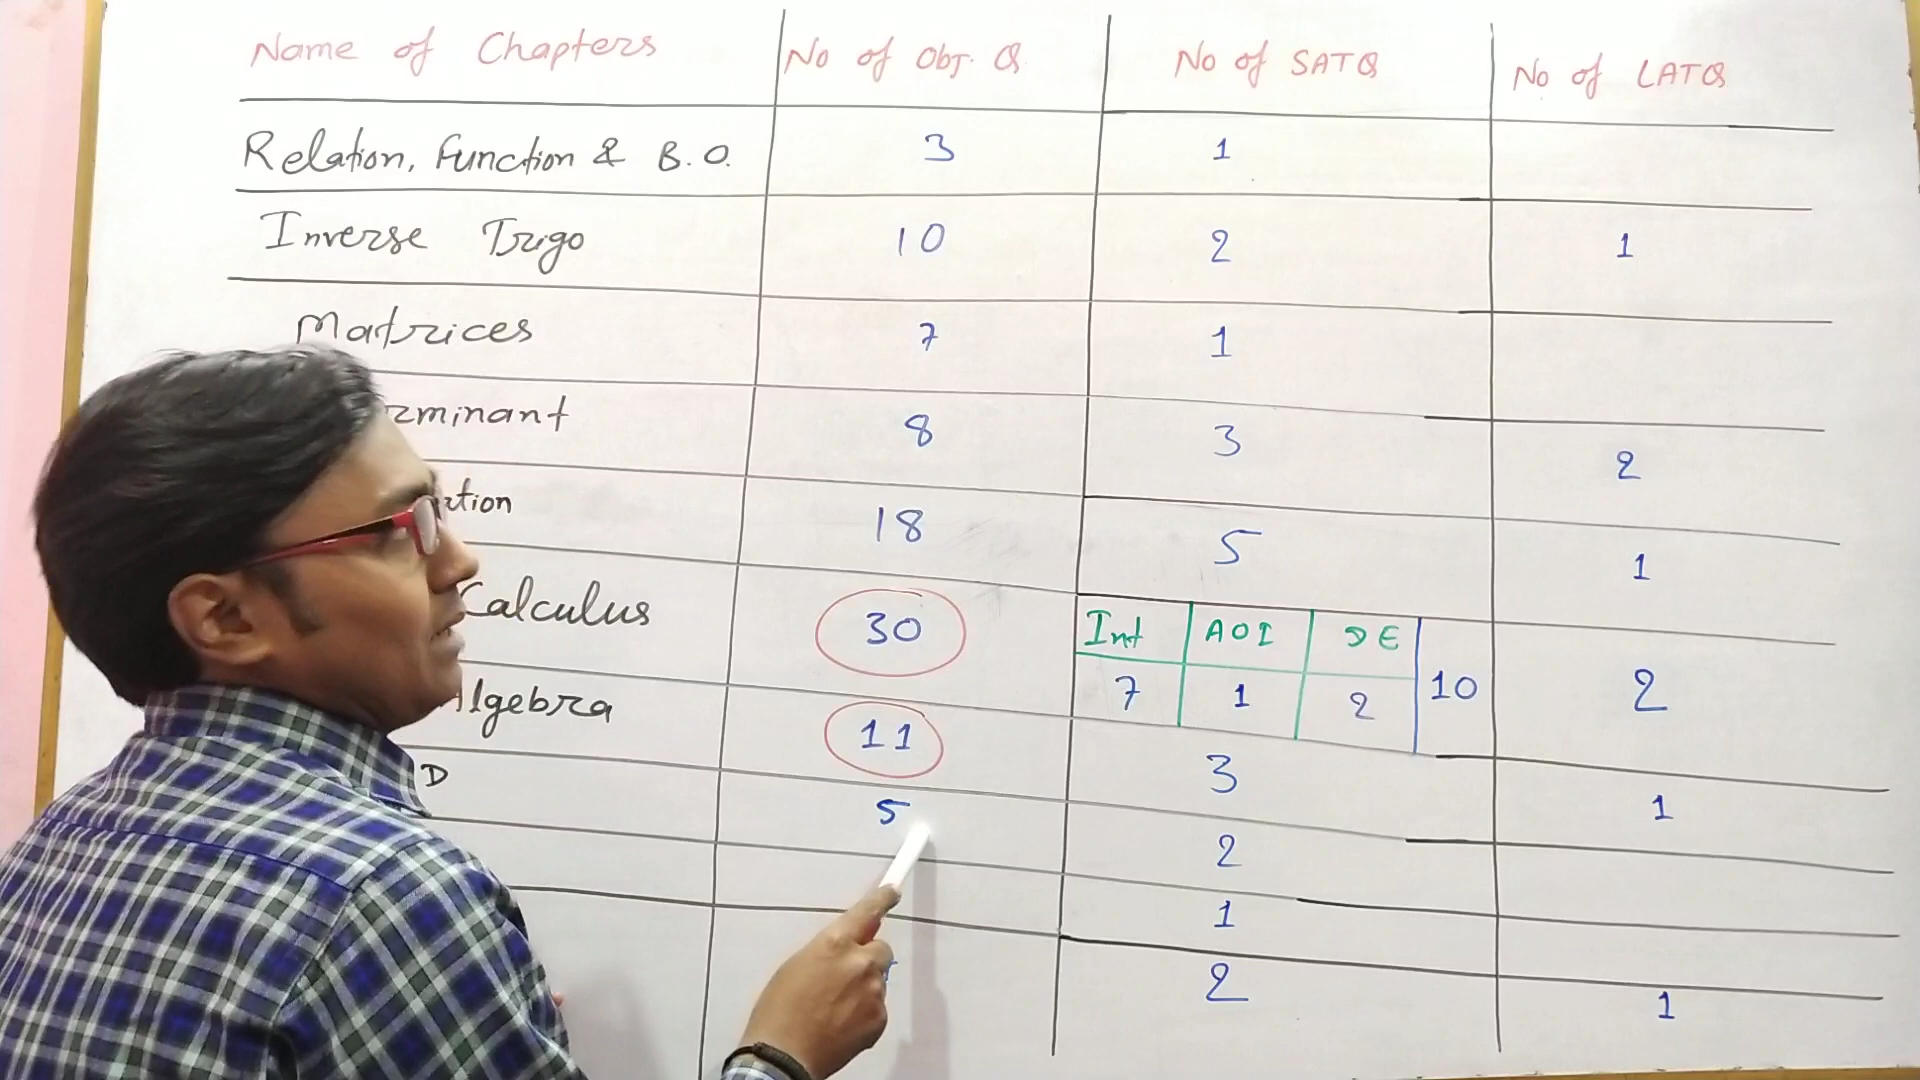 Name of Chapters No of Obj. Q No of SATQ No of LATQ
Relation, Function & B.O. 3 1
Inverse Trigo 10 2 1
Matrices 7 1
rminant 8 3 2
ation 18 5 1
Calculus 30 Int AOI DE 10 2
7 1 2
Algebra 11 3 1
D 5 2
1
2 1